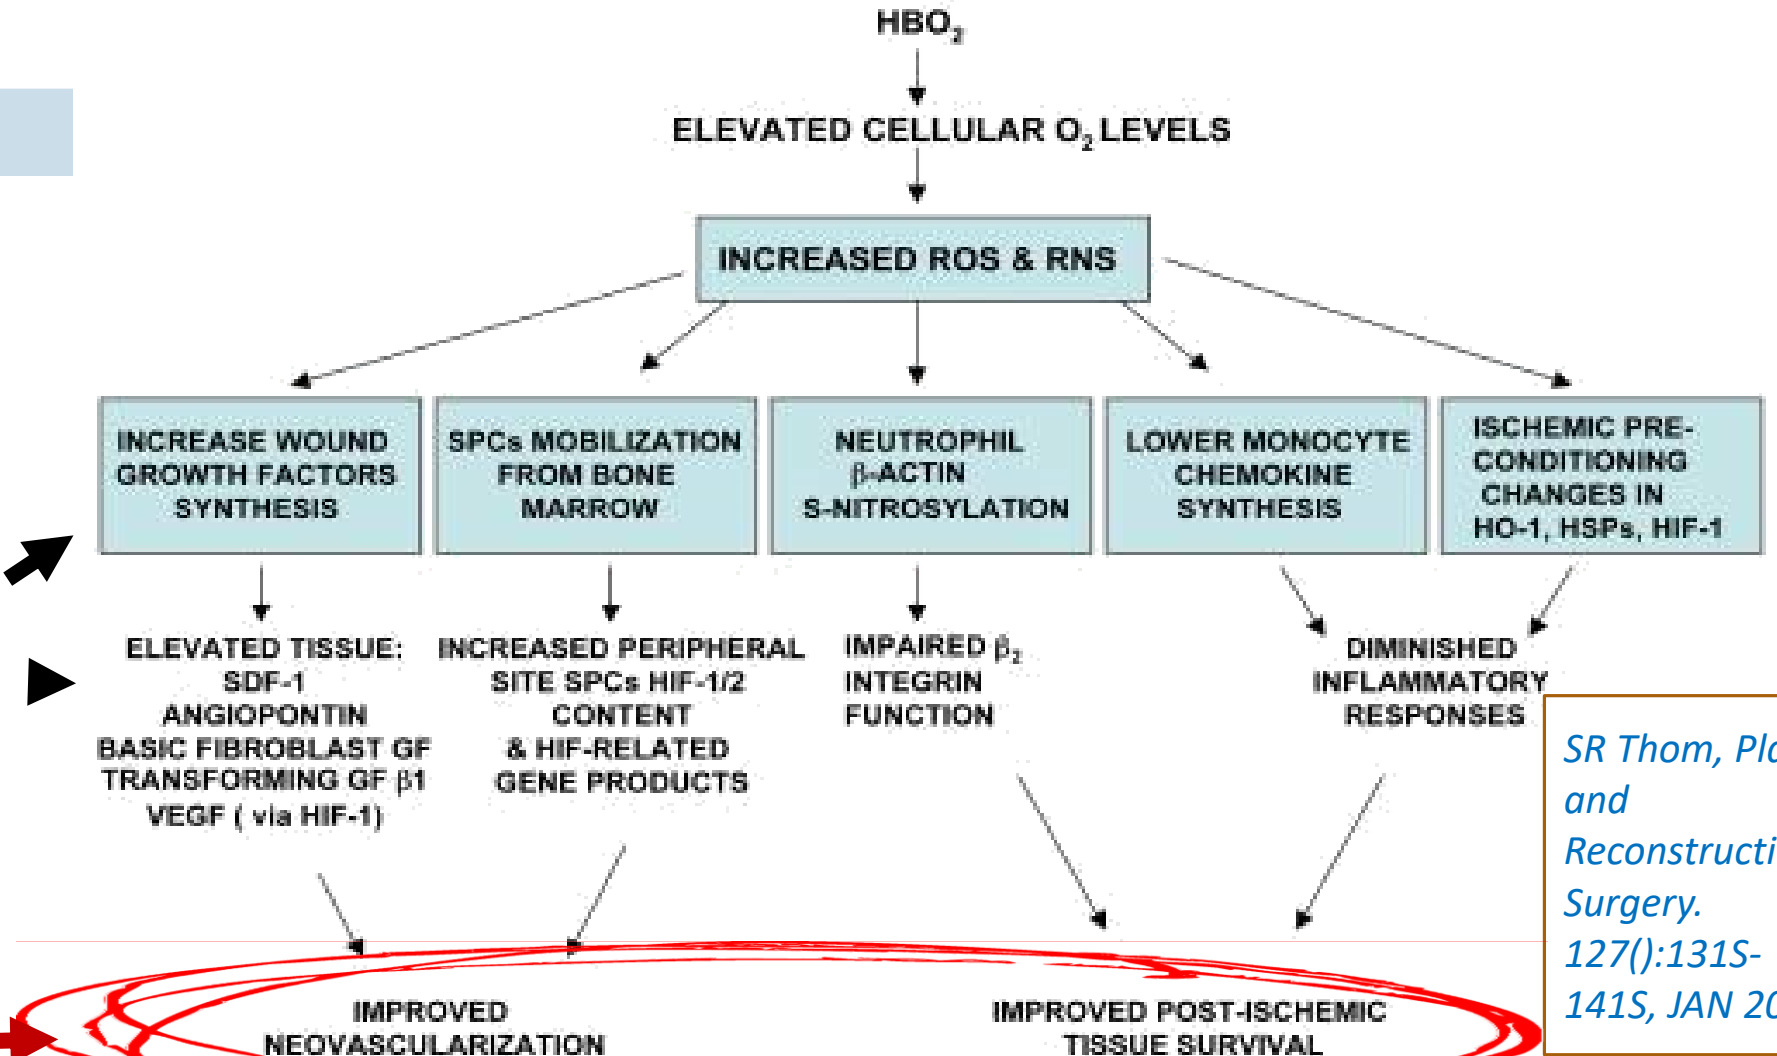 HBO₂
ELEVATED CELLULAR O₂ LEVELS
INCREASED ROS & RNS
INCREASE WOUND
GROWTH FACTORS
SYNTHESIS
SPCs MOBILIZATION
FROM BONE
MARROW
NEUTROPHIL
β-ACTIN
S-NITROSYLATION
LOWER MONOCYTE
CHEMOKINE
SYNTHESIS
ISCHEMIC PRE-
CONDITIONING
CHANGES IN
HO-1, HSPs, HIF-1
ELEVATED TISSUE:
SDF-1
ANGIOPONTIN
BASIC FIBROBLAST GF
TRANSFORMING GF β1
VEGF ( via HIF-1)
INCREASED PERIPHERAL
SITE SPCs HIF-1/2
CONTENT
& HIF-RELATED
GENE PRODUCTS
IMPAIRED β₂
INTEGRIN
FUNCTION
DIMINISHED
INFLAMMATORY
RESPONSES
SR Thom,
and
Reconstructi
Surgery.
127():131S-
141S, JAN 20
IMPROVED
NEOVASCULARIZATION
IMPROVED POST-ISCHEMIC
TISSUE SURVIVAL